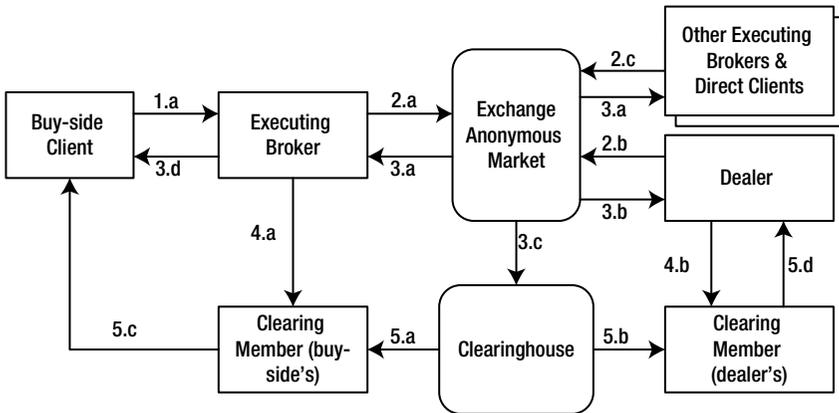 Other Executing
Brokers &
Direct Clients
2.c
3.a
Buy-side
Client
1.a
3.d
Executing
Broker
2.a
3.a
Exchange
Anonymous
Market
2.b
3.b
Dealer
4.a
3.c
4.b
5.d
5.c
Clearing
Member (buy-
side's)
5.a
Clearinghouse
5.b
Clearing
Member
(dealer's)